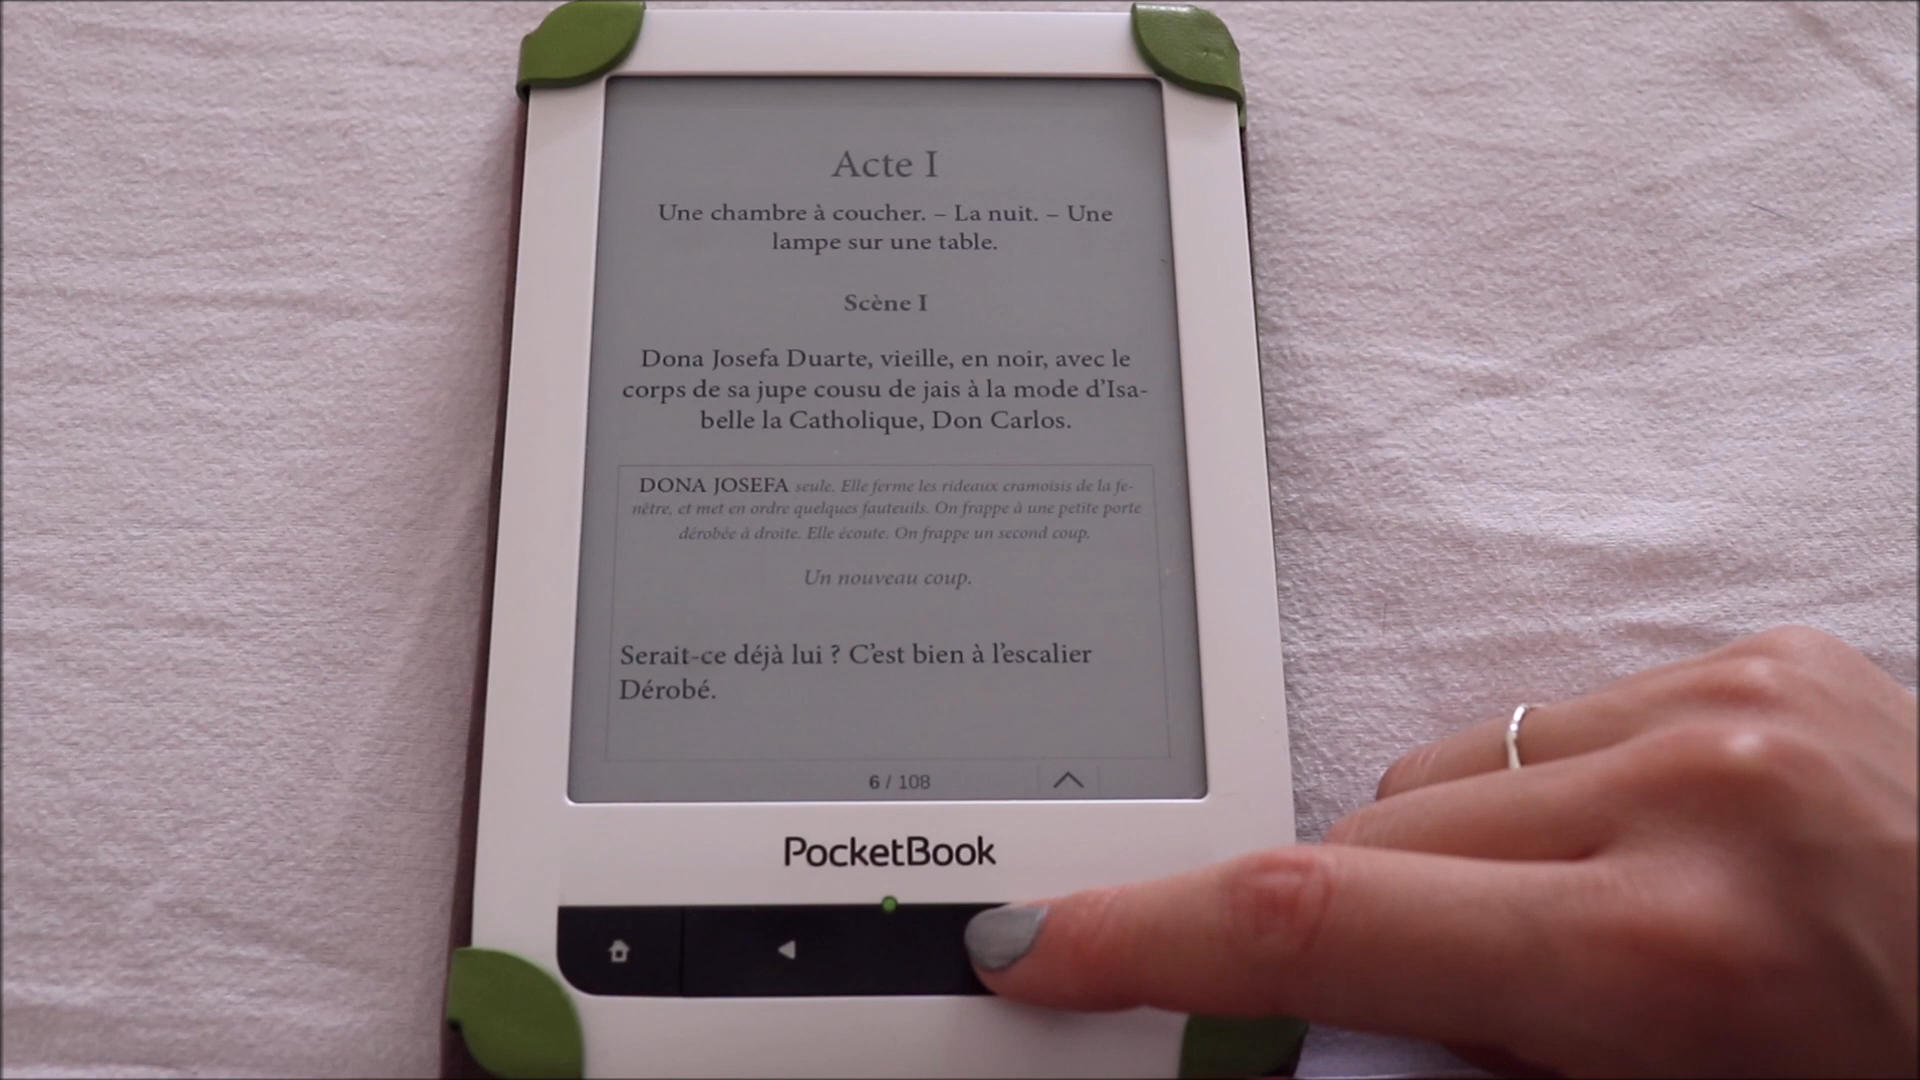 Acte I
Une chambre à coucher. – La nuit. – Une
lampe sur une table.
Scène I
Dona Josefa Duarte, vieille, en noir, avec le
corps de sa jupe cousu de jais à la mode d’Isa-
belle la Catholique, Don Carlos.
DONA JOSEFA seule. Elle ferme les rideaux cramoisis de la fe-
nêtre, et met en ordre quelques fauteuils. On frappe à une petite porte
dérobée à droite. Elle écoute. On frappe un second coup.
Un nouveau coup.
Serait-ce déjà lui ? C’est bien à l’escalier
Dérobé.
6 / 108
PocketBook